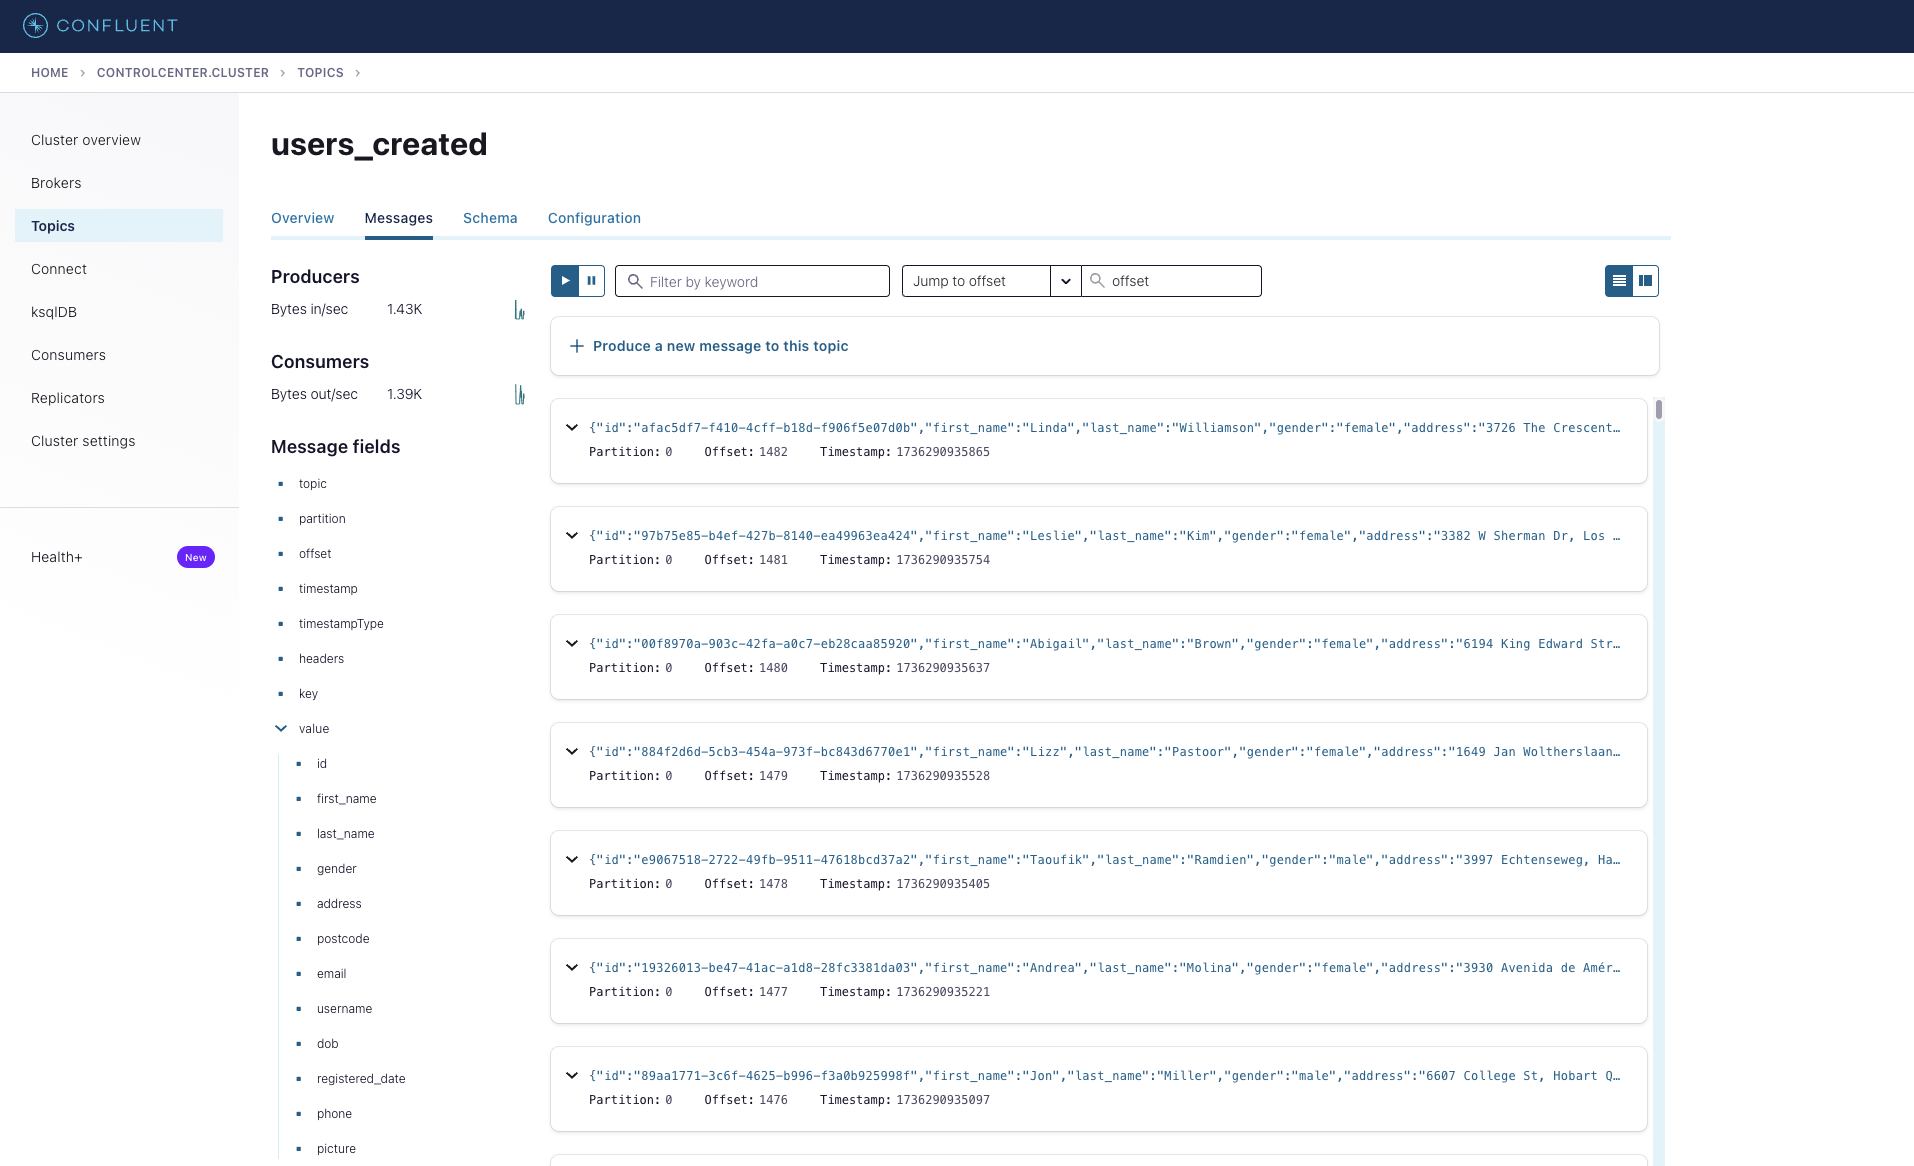 CONFLUENT
HOME > CONTROLCENTER.CLUSTER > TOPICS >
Cluster overview
Brokers
Topics
Connect
ksqlDB
Consumers
Replicators
Cluster settings
Health+ New
users_created
Overview Messages Schema Configuration
Producers
Bytes in/sec 1.43K
Consumers
Bytes out/sec 1.39K
Message fields
topic
partition
offset
timestamp
timestampType
headers
key
value
id
first_name
last_name
gender
address
postcode
email
username
dob
registered_date
phone
picture
Filter by keyword Jump to offset offset
Produce a new message to this topic
{"id":"afac5df7-f410-4cff-b18d-f906f5e07d0b","first_name":"Linda","last_name":"Williamson","gender":"female","address":"3726 The Crescent…
Partition: 0 Offset: 1482 Timestamp: 1736290935865
{"id":"97b75e85-b4ef-427b-8140-ea49963ea424","first_name":"Leslie","last_name":"Kim","gender":"female","address":"3382 W Sherman Dr, Los …
Partition: 0 Offset: 1481 Timestamp: 1736290935754
{"id":"00f8970a-903c-42fa-a0c7-eb28caa85920","first_name":"Abigail","last_name":"Brown","gender":"female","address":"6194 King Edward Str…
Partition: 0 Offset: 1480 Timestamp: 1736290935637
{"id":"884f2d6d-5cb3-454a-973f-bc843d6770e1","first_name":"Lizz","last_name":"Pastoor","gender":"female","address":"1649 Jan Woltherslaan…
Partition: 0 Offset: 1479 Timestamp: 1736290935528
{"id":"e9067518-2722-49fb-9511-47618bcd37a2","first_name":"Taoufik","last_name":"Ramdien","gender":"male","address":"3997 Echtenseweg, Ha…
Partition: 0 Offset: 1478 Timestamp: 1736290935405
{"id":"19326013-be47-41ac-a1d8-28fc3381da03","first_name":"Andrea","last_name":"Molina","gender":"female","address":"3930 Avenida de Amér…
Partition: 0 Offset: 1477 Timestamp: 1736290935221
{"id":"89aa1771-3c6f-4625-b996-f3a0b925998f","first_name":"Jon","last_name":"Miller","gender":"male","address":"6607 College St, Hobart Q…
Partition: 0 Offset: 1476 Timestamp: 1736290935097